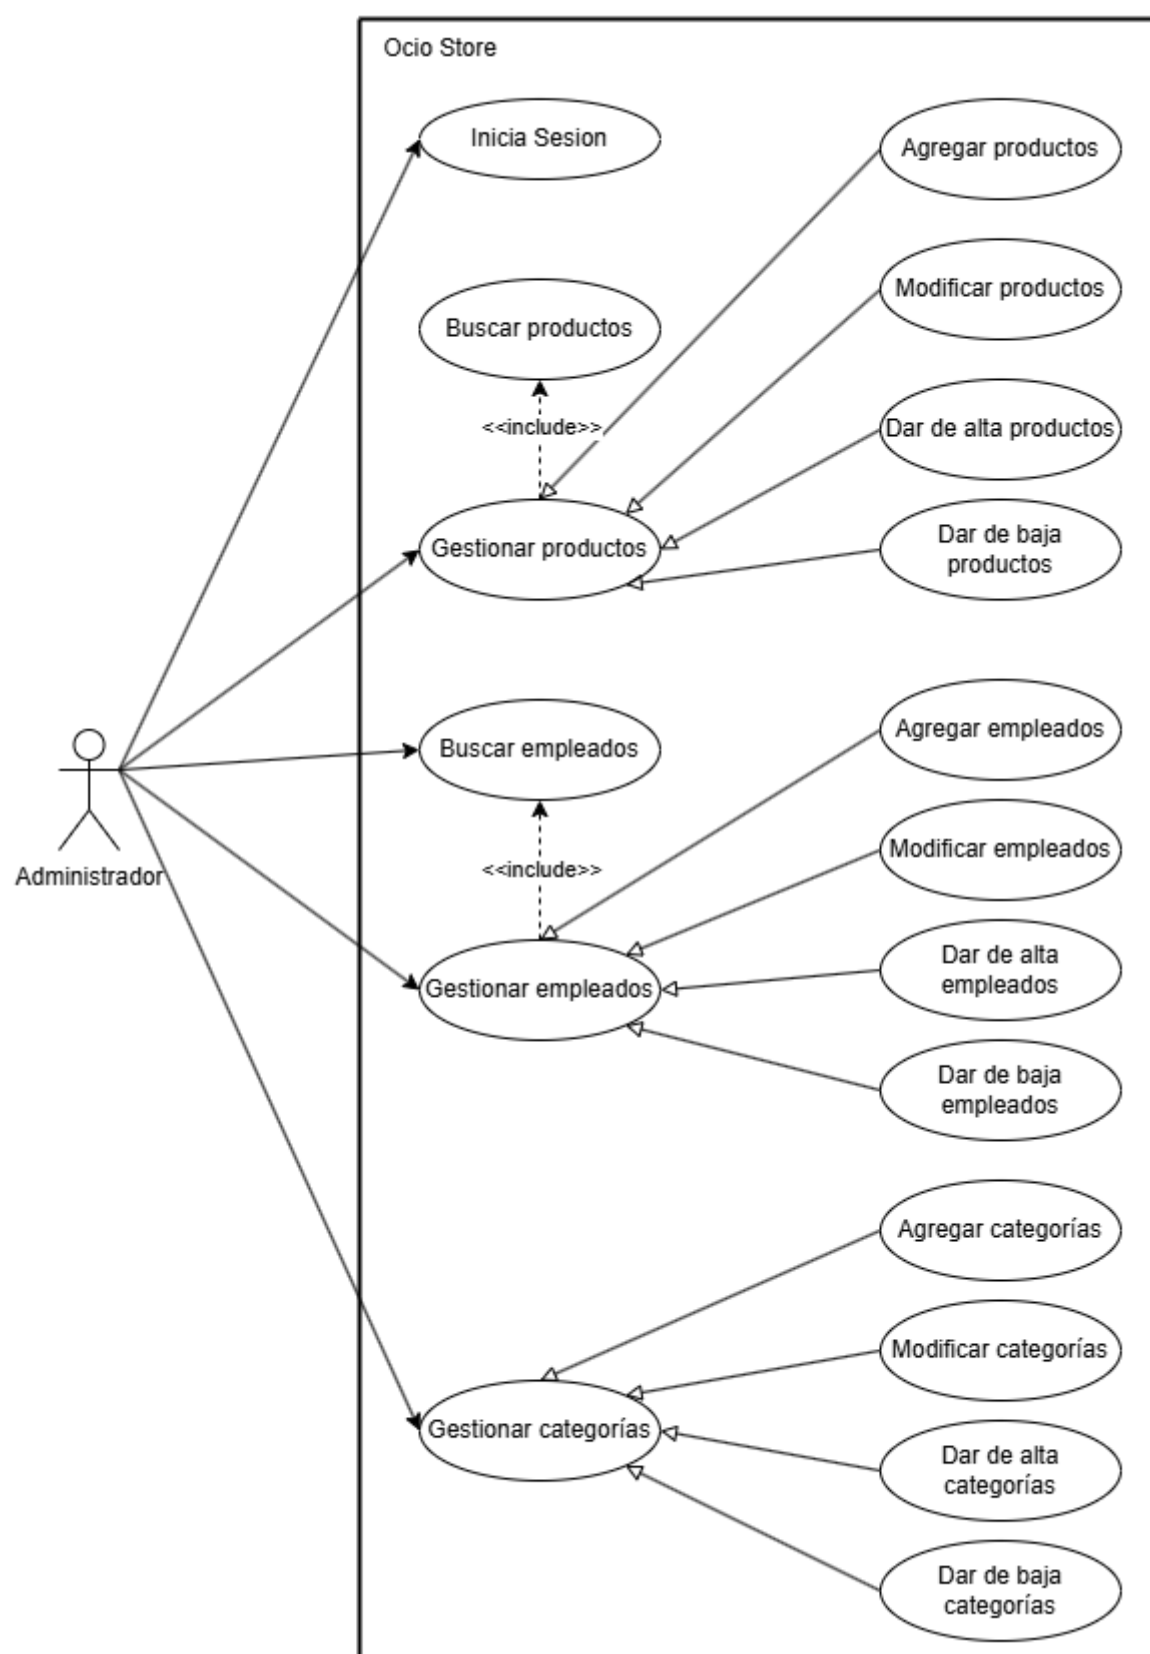 Ocio Store
Inicia Sesion
Agregar productos
Modificar productos
Buscar productos
<<include>>
Dar de alta productos
Gestionar productos
Dar de baja
productos
Agregar empleados
Buscar empleados
Modificar empleados
<<include>>
Administrador
Dar de alta
empleados
Gestionar empleados
Dar de baja
empleados
Agregar categorías
Modificar categorías
Gestionar categorías
Dar de alta
categorías
Dar de baja
categorías